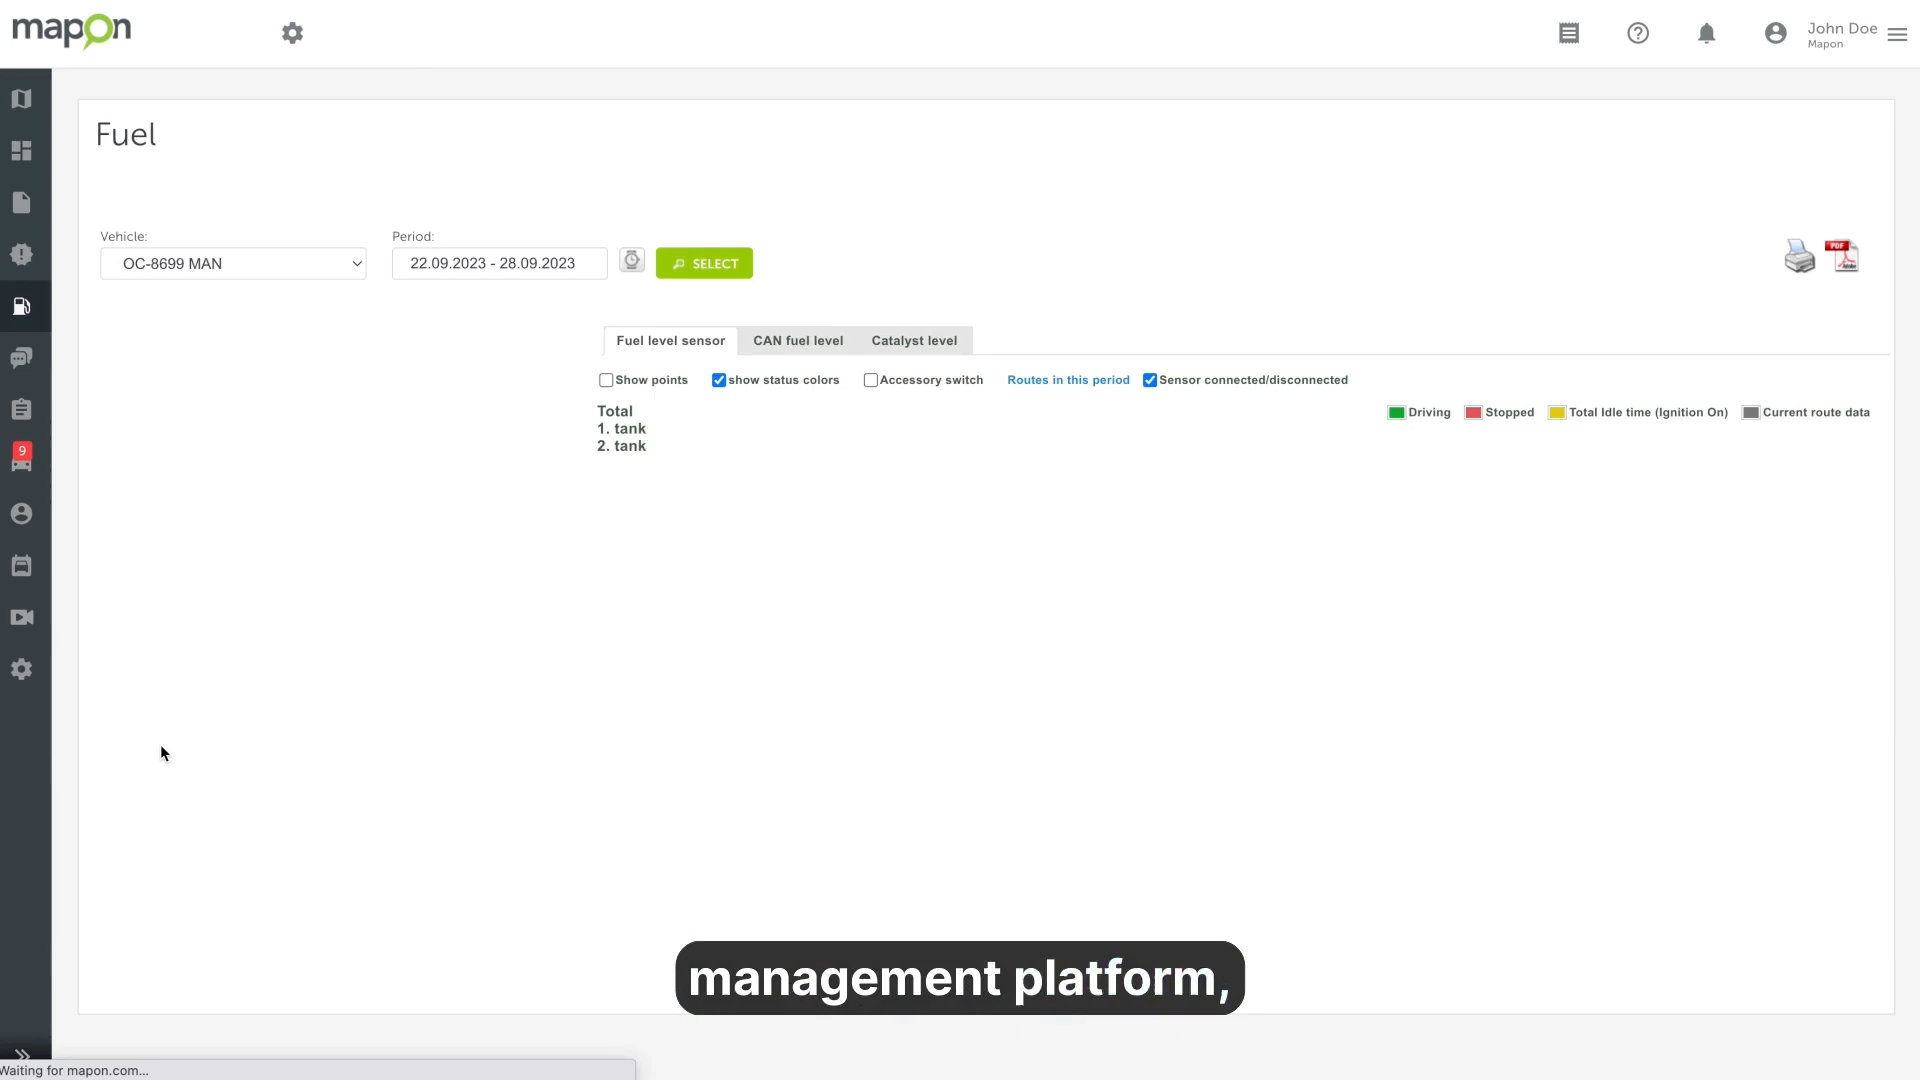 mapon
John Doe
Mapon
Fuel
Vehicle:
Period:
OC-8699 MAN
22.09.2023 - 28.09.2023
SELECT
PDF
Fuel level sensor
CAN fuel level
Catalyst level
Show points
show status colors
Accessory switch
Routes in this period
Sensor connected/disconnected
Total
1. tank
2. tank
Driving
Stopped
Total Idle time (Ignition On)
Current route data
9
management platform,
Waiting for mapon.com...